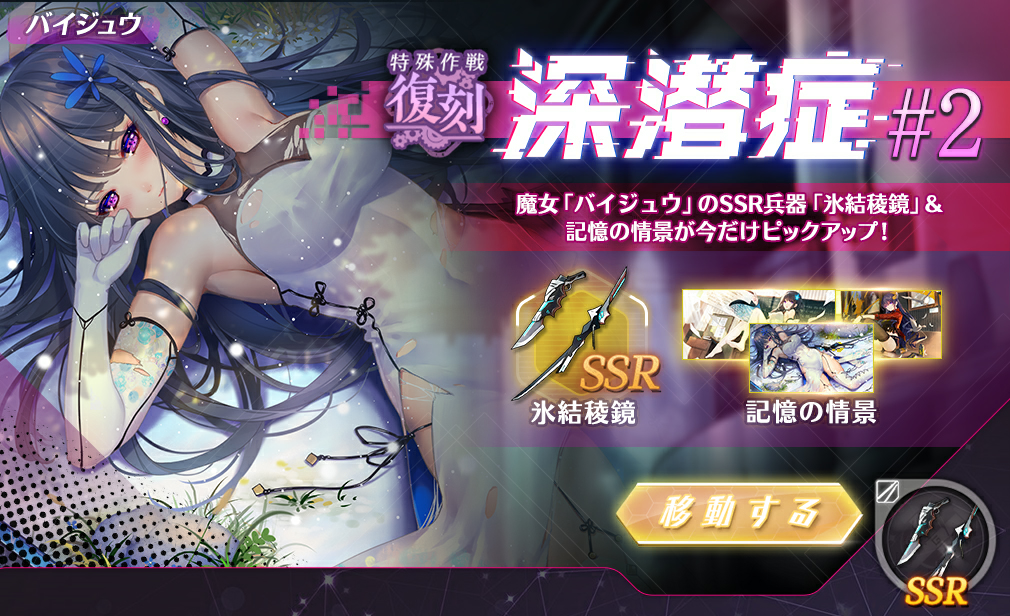 バイジュウ
特殊作戦
復刻
深潜症 #2
魔女「バイジュウ」のSSR兵器「氷結稜鏡」&
記憶の情景が今だけピックアップ!
SSR
氷結稜鏡
記憶の情景
移動する
SSR